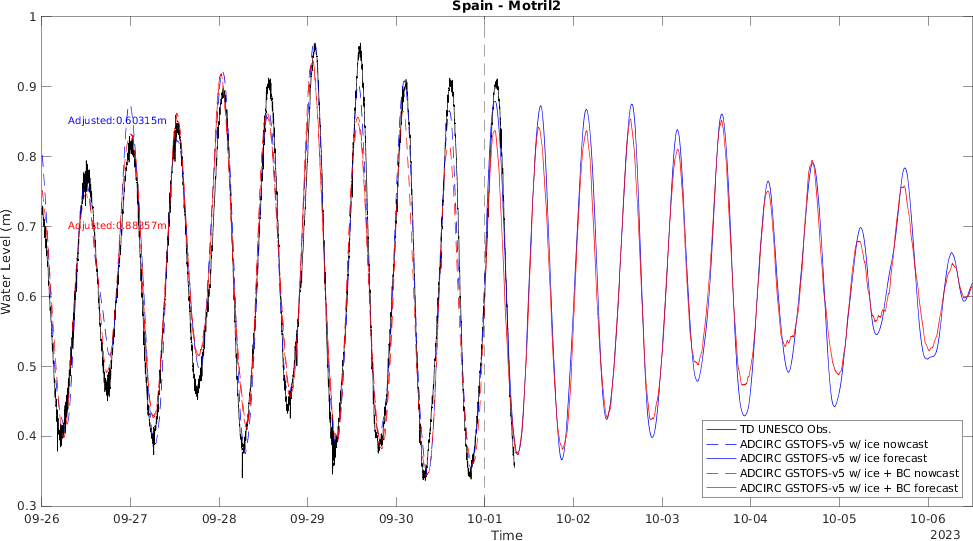 Spain - Motril2
1
0.9
0.8
0.7
0.6
0.5
0.4
0.3
Water Level (m)
Adjusted:0.60315m
Adjusted:0.88357m
TD UNESCO Obs.
ADCIRC GSTOFS-v5 w/ ice nowcast
ADCIRC GSTOFS-v5 w/ ice forecast
ADCIRC GSTOFS-v5 w/ ice + BC nowcast
ADCIRC GSTOFS-v5 w/ ice + BC forecast
09-26 09-27 09-28 09-29 09-30 10-01 10-02 10-03 10-04 10-05 10-06
Time
2023